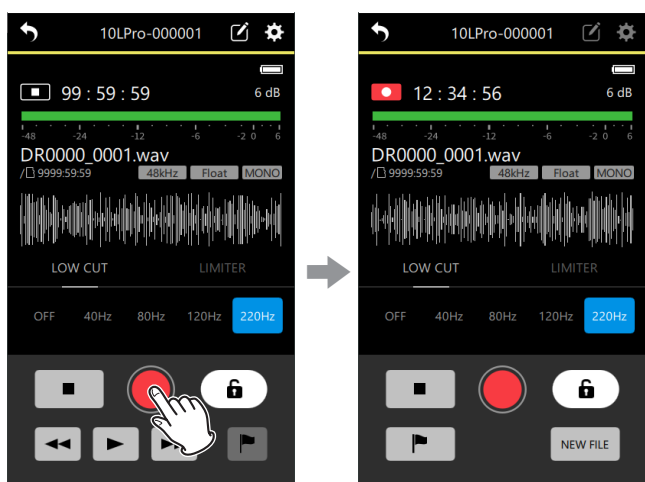 10LPro-000001
99 : 59 : 59
6 dB
-48 -24 -12 -6 -2 0 6
DR0000_0001.wav
/ 9999:59:59 48kHz Float MONO
LOW CUT LIMITER
OFF 40Hz 80Hz 120Hz 220Hz
10LPro-000001
12 : 34 : 56
6 dB
-48 -24 -12 -6 -2 0 6
DR0000_0001.wav
/ 9999:59:59 48kHz Float MONO
LOW CUT LIMITER
OFF 40Hz 80Hz 120Hz 220Hz
NEW FILE